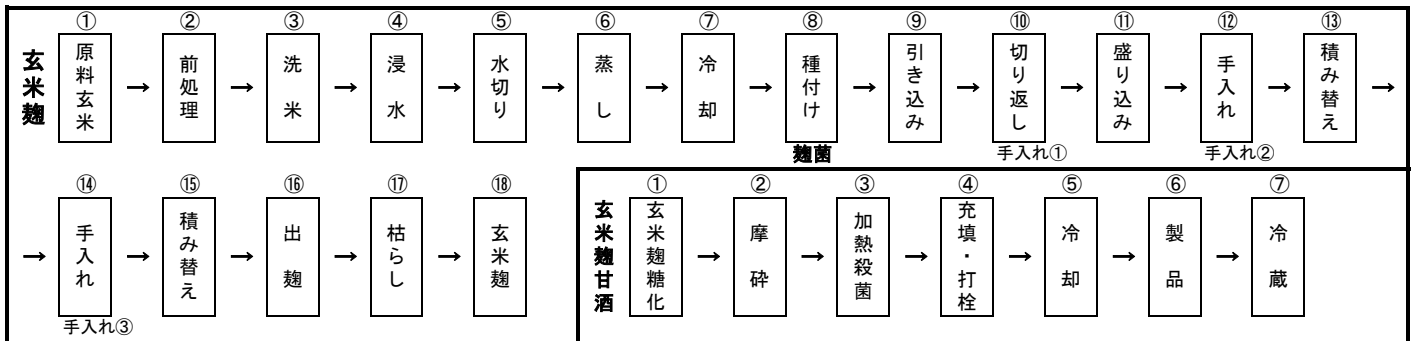 玄米麹
① ② ③ ④ ⑤ ⑥ ⑦ ⑧ ⑨ ⑩ ⑪ ⑫ ⑬
原料玄米 → 前処理 → 洗米 → 浸水 → 水切り → 蒸し → 冷却 → 種付け → 引き込み → 切り返し → 盛り込み → 手入れ → 積み替え →
麹菌 手入れ① 手入れ②
⑭ ⑮ ⑯ ⑰ ⑱
→ 手入れ → 積み替え → 出麹 → 枯らし → 玄米麹
手入れ③
玄米麹甘酒
① ② ③ ④ ⑤ ⑥ ⑦
玄米麹糖化 → 摩砕 → 加熱殺菌 → 充填・打栓 → 冷却 → 製品 → 冷蔵